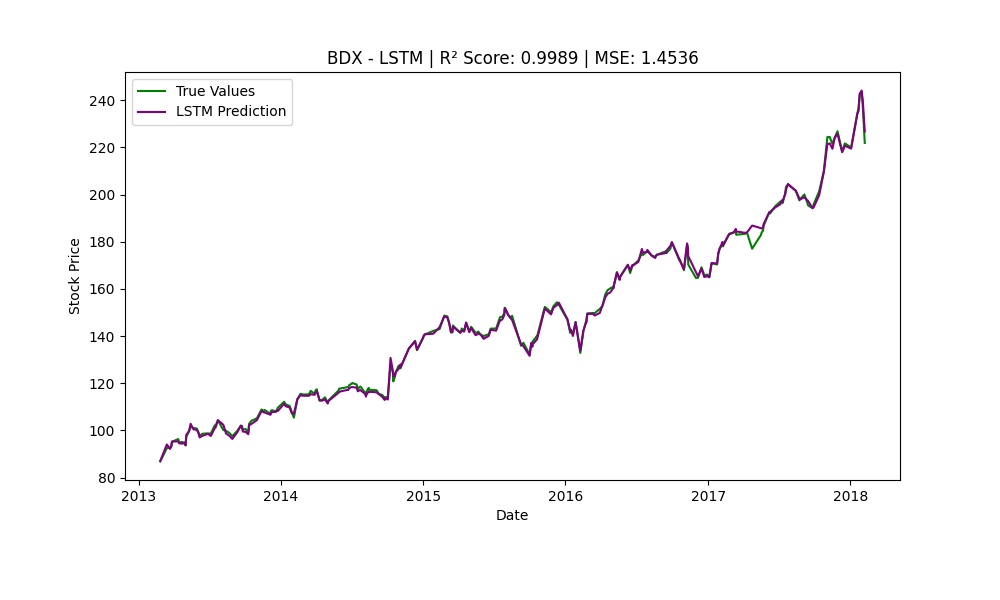 BDX - LSTM | R² Score: 0.9989 | MSE: 1.4536
True Values
LSTM Prediction
240
220
200
180
160
140
120
100
80
Stock Price
2013 2014 2015 2016 2017 2018
Date